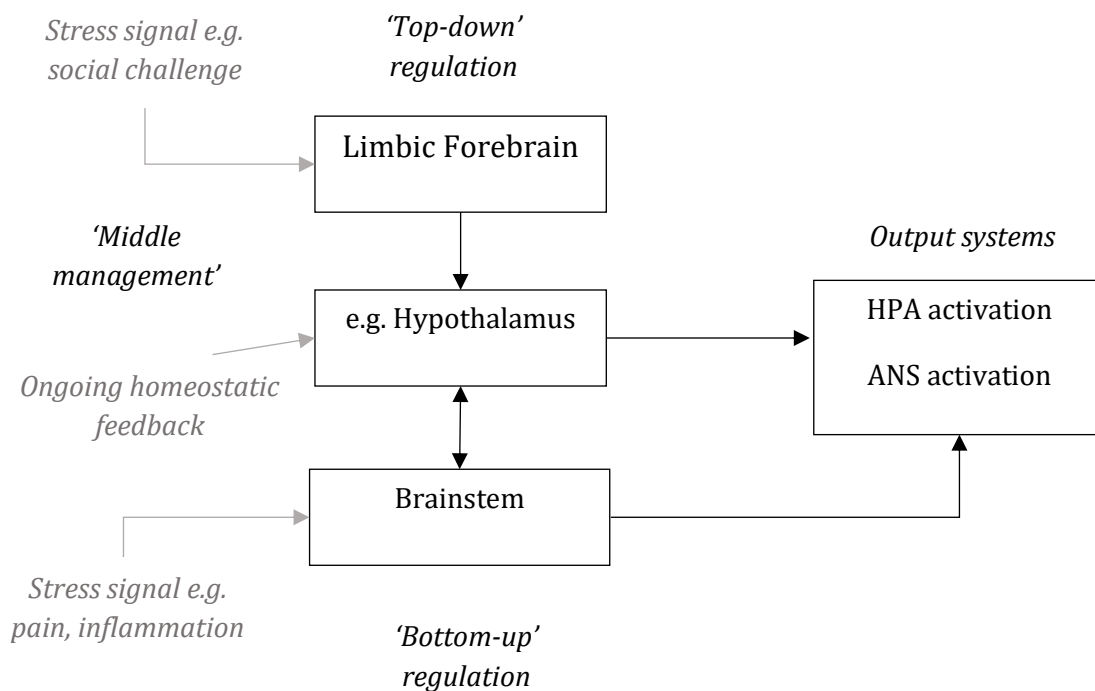 Stress signal e.g.
social challenge
‘Top-down’
regulation
Limbic Forebrain
‘Middle
management’
Output systems
e.g. Hypothalamus
HPA activation
ANS activation
Ongoing homeostatic
feedback
Brainstem
Stress signal e.g.
pain, inflammation
‘Bottom-up’
regulation